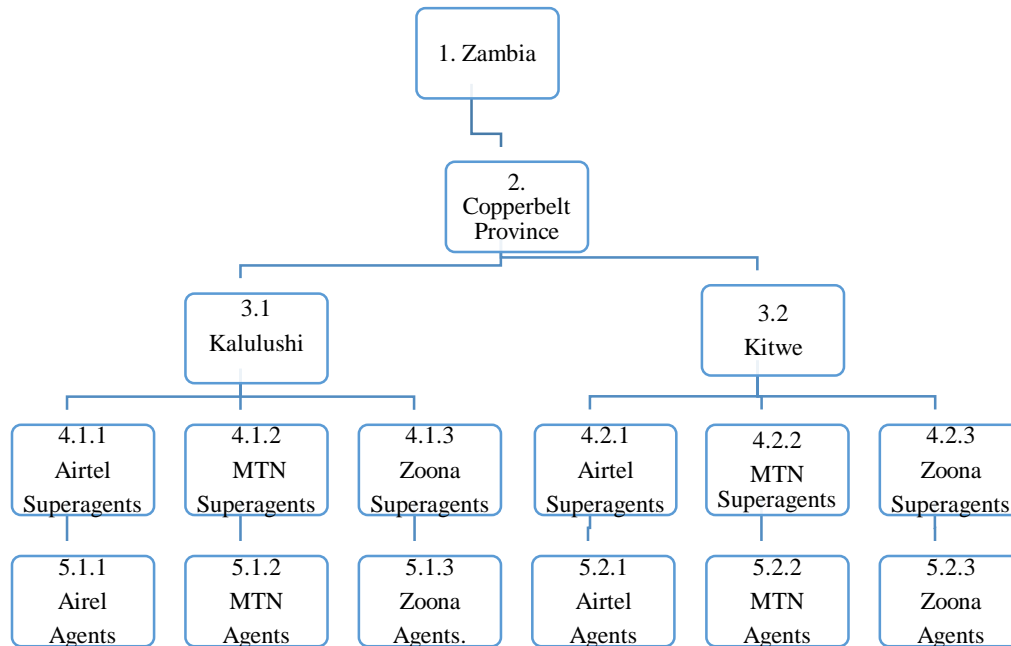 1. Zambia
2.
Copperbelt
Province
3.1
Kalulushi
3.2
Kitwe
4.1.1
Airtel
Superagents
4.1.2
MTN
Superagents
4.1.3
Zoona
Superagents
4.2.1
Airtel
Superagents
4.2.2
MTN
Superagents
4.2.3
Zoona
Superagents
5.1.1
Airel
Agents
5.1.2
MTN
Agents
5.1.3
Zoona
Agents.
5.2.1
Airtel
Agents
5.2.2
MTN
Agents
5.2.3
Zoona
Agents